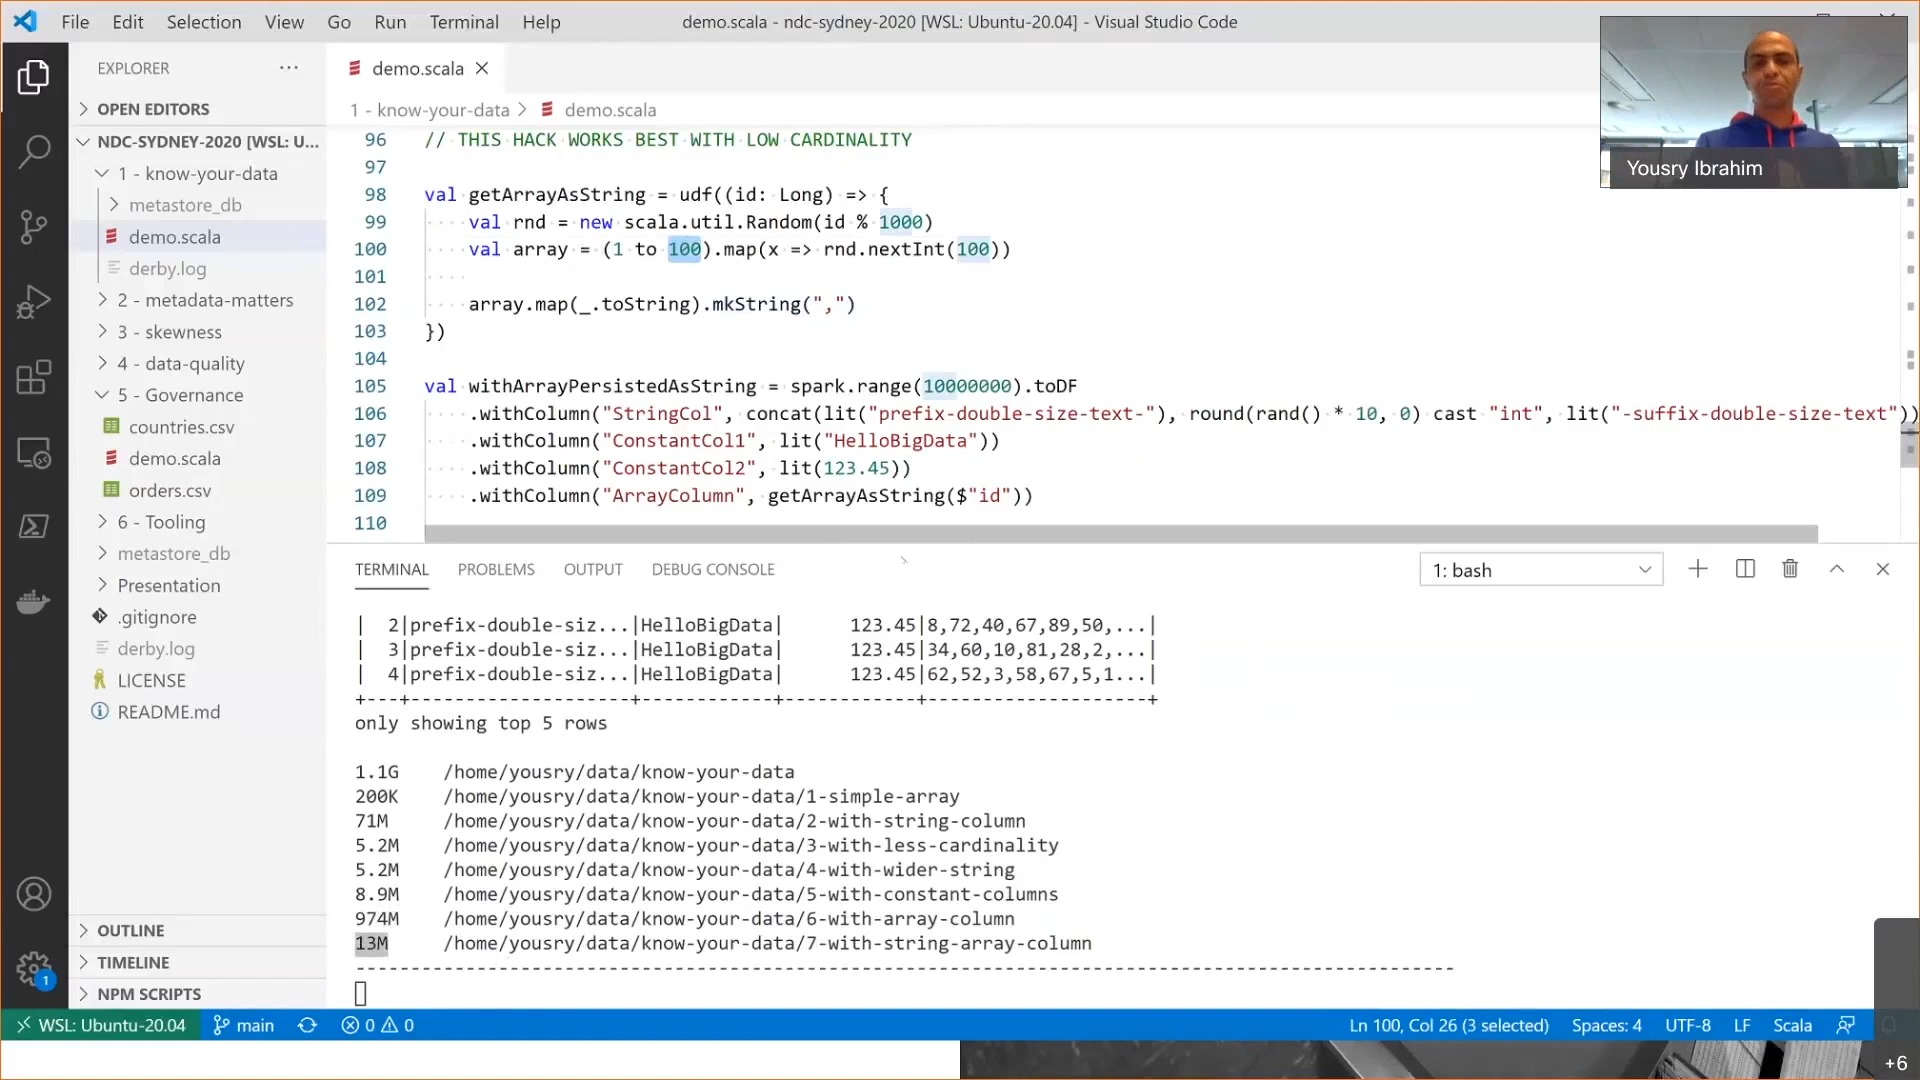 File Edit Selection View Go Run Terminal Help
demo.scala - ndc-sydney-2020 [WSL: Ubuntu-20.04] - Visual Studio Code
EXPLORER
OPEN EDITORS
NDC-SYDNEY-2020 [WSL: U...
1 - know-your-data
metastore_db
demo.scala
derby.log
2 - metadata-matters
3 - skewness
4 - data-quality
5 - Governance
countries.csv
demo.scala
orders.csv
6 - Tooling
metastore_db
Presentation
.gitignore
derby.log
LICENSE
README.md
OUTLINE
TIMELINE
NPM SCRIPTS
1
demo.scala
1 - know-your-data > demo.scala
96 // THIS HACK WORKS BEST WITH LOW CARDINALITY
97
98 val getArrayAsString = udf((id: Long) => {
99 val rnd = new scala.util.Random(id % 1000)
100 val array = (1 to 100).map(x => rnd.nextInt(100))
101
102 array.map(_.toString).mkString(",")
103 })
104
105 val withArrayPersistedAsString = spark.range(10000000).toDF
106 .withColumn("StringCol", concat(lit("prefix-double-size-text-"), round(rand() * 10, 0) cast "int", lit("-suffix-double-size-text"))
107 .withColumn("ConstantCol1", lit("HelloBigData"))
108 .withColumn("ConstantCol2", lit(123.45))
109 .withColumn("ArrayColumn", getArrayAsString($"id"))
110
Yousry Ibrahim
TERMINAL PROBLEMS OUTPUT DEBUG CONSOLE
1: bash
|  2|prefix-double-siz...|HelloBigData|      123.45|8,72,40,67,89,50,...|
|  3|prefix-double-siz...|HelloBigData|      123.45|34,60,10,81,28,2,...|
|  4|prefix-double-siz...|HelloBigData|      123.45|62,52,3,58,67,5,1...|
+---+--------------------+------------+------------+--------------------+
only showing top 5 rows
1.1G /home/yousry/data/know-your-data
200K /home/yousry/data/know-your-data/1-simple-array
71M /home/yousry/data/know-your-data/2-with-string-column
5.2M /home/yousry/data/know-your-data/3-with-less-cardinality
5.2M /home/yousry/data/know-your-data/4-with-wider-string
8.9M /home/yousry/data/know-your-data/5-with-constant-columns
974M /home/yousry/data/know-your-data/6-with-array-column
13M /home/yousry/data/know-your-data/7-with-string-array-column
----------------------------------------------------------------------------------------------------
WSL: Ubuntu-20.04 main 0 0 Ln 100, Col 26 (3 selected) Spaces: 4 UTF-8 LF Scala
+6